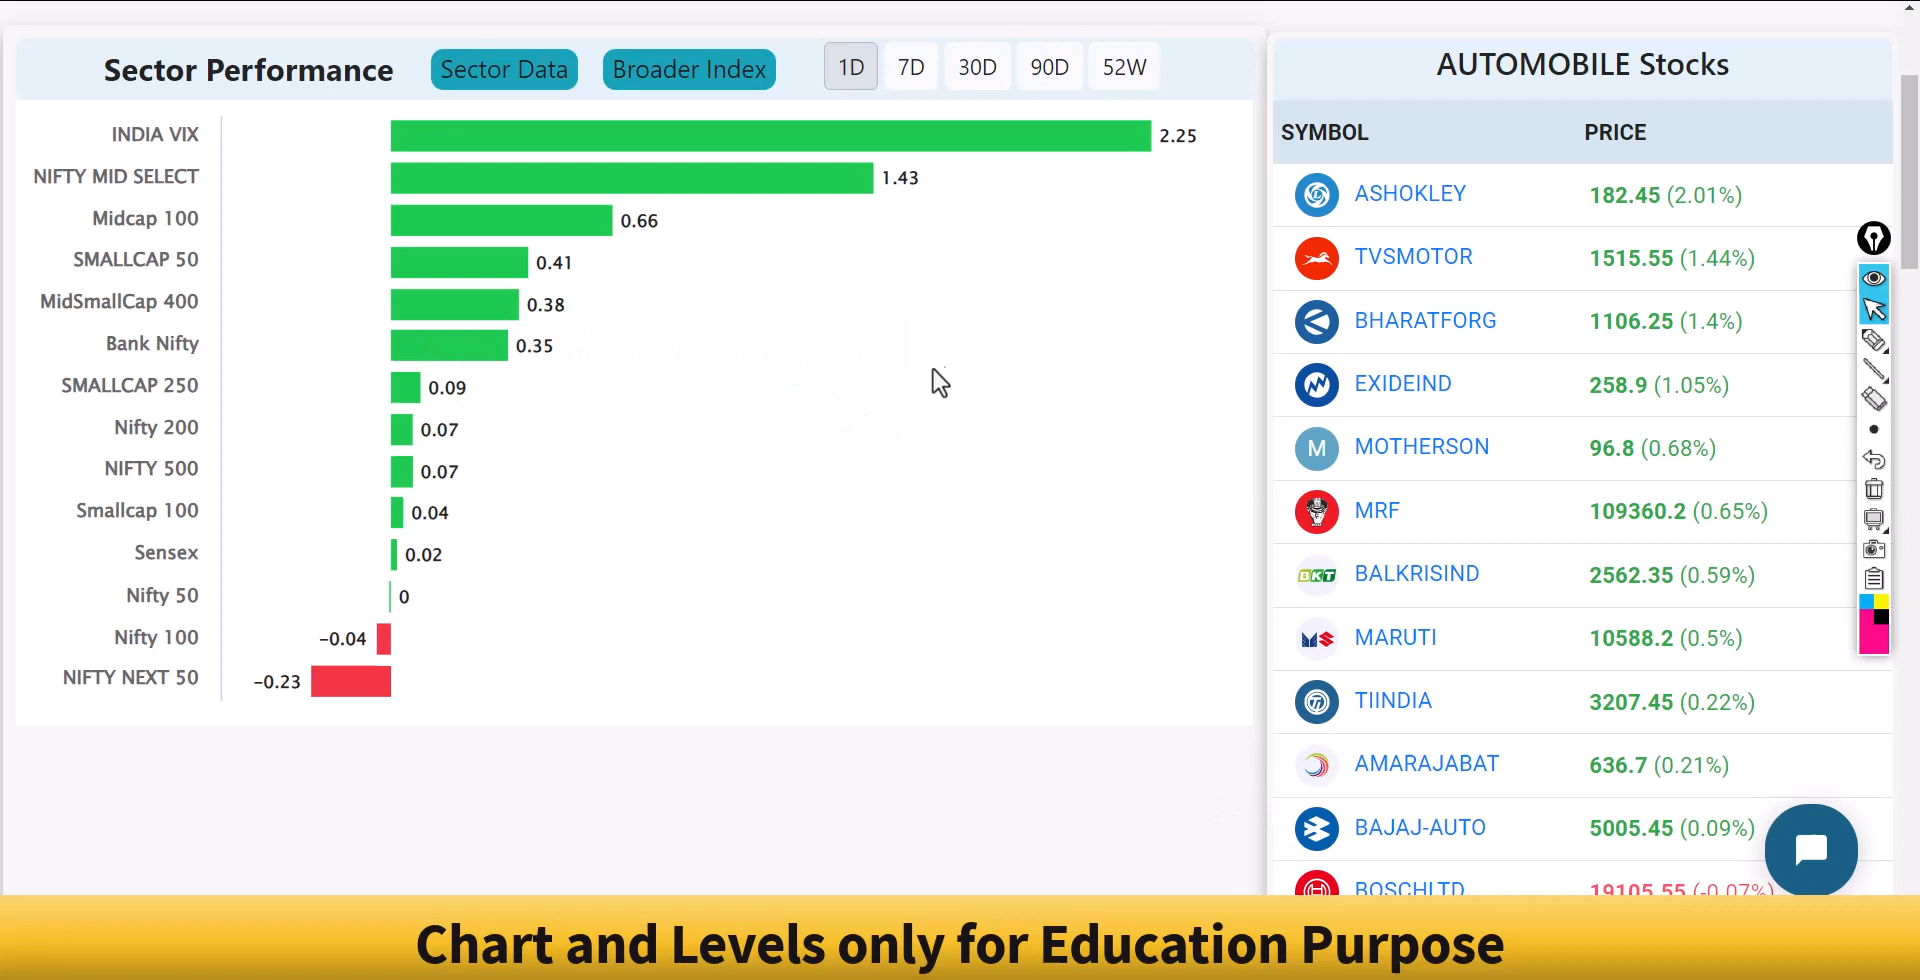 Sector Performance
Sector Data
Broader Index
1D
7D
30D
90D
52W
INDIA VIX 2.25
NIFTY MID SELECT 1.43
Midcap 100 0.66
SMALLCAP 50 0.41
MidSmallCap 400 0.38
Bank Nifty 0.35
SMALLCAP 250 0.09
Nifty 200 0.07
NIFTY 500 0.07
Smallcap 100 0.04
Sensex 0.02
Nifty 50 0
Nifty 100 −0.04
NIFTY NEXT 50 −0.23
AUTOMOBILE Stocks
SYMBOL PRICE
ASHOKLEY 182.45 (2.01%)
TVSMOTOR 1515.55 (1.44%)
BHARATFORG 1106.25 (1.4%)
EXIDEIND 258.9 (1.05%)
M MOTHERSON 96.8 (0.68%)
MRF 109360.2 (0.65%)
BKT BALKRISIND 2562.35 (0.59%)
MARUTI 10588.2 (0.5%)
TIINDIA 3207.45 (0.22%)
AMARAJABAT 636.7 (0.21%)
BAJAJ-AUTO 5005.45 (0.09%)
BOSCHLTD 19105.55 (-0.07%)
Chart and Levels only for Education Purpose